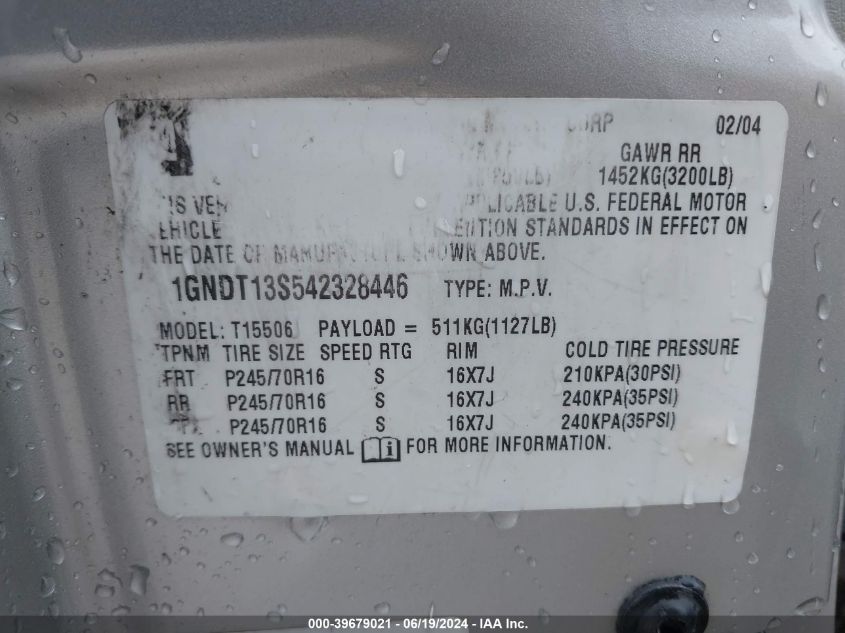 CORP 02/04
GAWR RR
1452KG(3200LB)
U.S. FEDERAL MOTOR
STANDARDS IN EFFECT ON
THE DATE OF SHOWN ABOVE.
1GNDT13S542328446 TYPE: M.P.V.
MODEL: T15506 PAYLOAD = 511KG(1127LB)
TPNM TIRE SIZE SPEED RTG RIM COLD TIRE PRESSURE
FRT P245/70R16 S 16X7J 210KPA(30PSI)
RR P245/70R16 S 16X7J 240KPA(35PSI)
P245/70R16 S 16X7J 240KPA(35PSI)
SEE OWNER'S MANUAL FOR MORE INFORMATION.
000-39679021 - 06/19/2024 - IAA Inc.